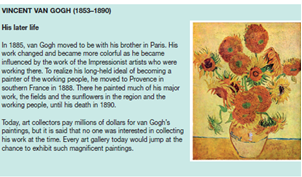 VINCENT VAN GOGH (1853–1890)
His later life
In 1885, van Gogh moved to be with his brother in Paris. His
work changed and became more colorful as he became
influenced by the work of the Impressionist artists who were
working there. To realize his long-held ideal of becoming a
painter of the working people, he moved to Provence in
southern France in 1888. There he painted much of his major
work, the fields and the sunflowers in the region and the
working people, until his death in 1890.
Today, art collectors pay millions of dollars for van Gogh's
paintings, but it is said that no one was interested in collecting
his work at the time. Every art gallery today would jump at the
chance to exhibit such magnificent paintings.